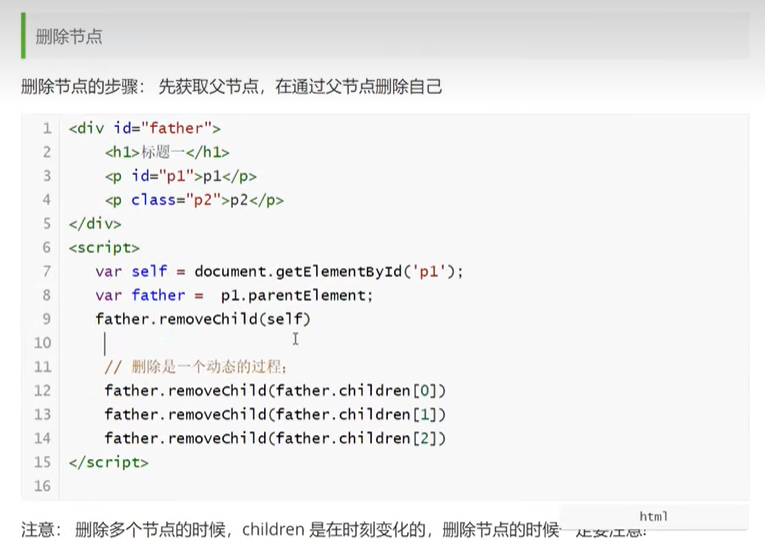 删除节点
删除节点的步骤： 先获取父节点，在通过父节点删除自己
1 <div id="father">
2 <h1>标题一</h1>
3 <p id="p1">p1</p>
4 <p class="p2">p2</p>
5 </div>
6 <script>
7 var self = document.getElementById('p1');
8 var father = p1.parentElement;
9 father.removeChild(self)
10
11 // 删除是一个动态的过程；
12 father.removeChild(father.children[0])
13 father.removeChild(father.children[1])
14 father.removeChild(father.children[2])
15 </script>
16
html
注意： 删除多个节点的时候，children 是在时刻变化的，删除节点的时候一定要注意!